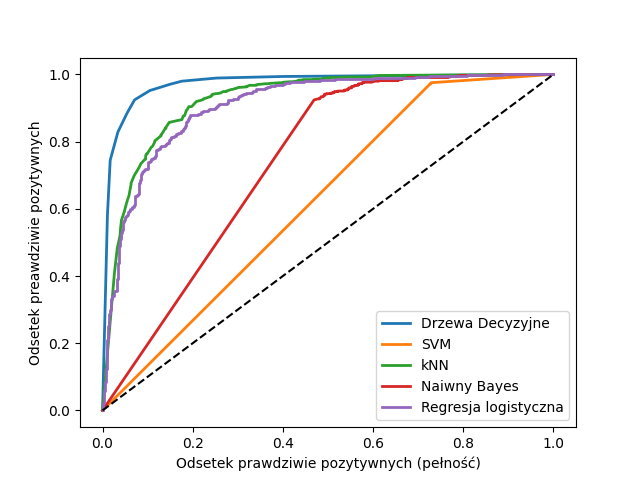 1.0
0.8
0.6
0.4
0.2
0.0
Odsetek preawdziwie pozytywnych
Drzewa Decyzyjne
SVM
kNN
Naiwny Bayes
Regresja logistyczna
0.0 0.2 0.4 0.6 0.8 1.0
Odsetek prawdziwie pozytywnych (pełność)